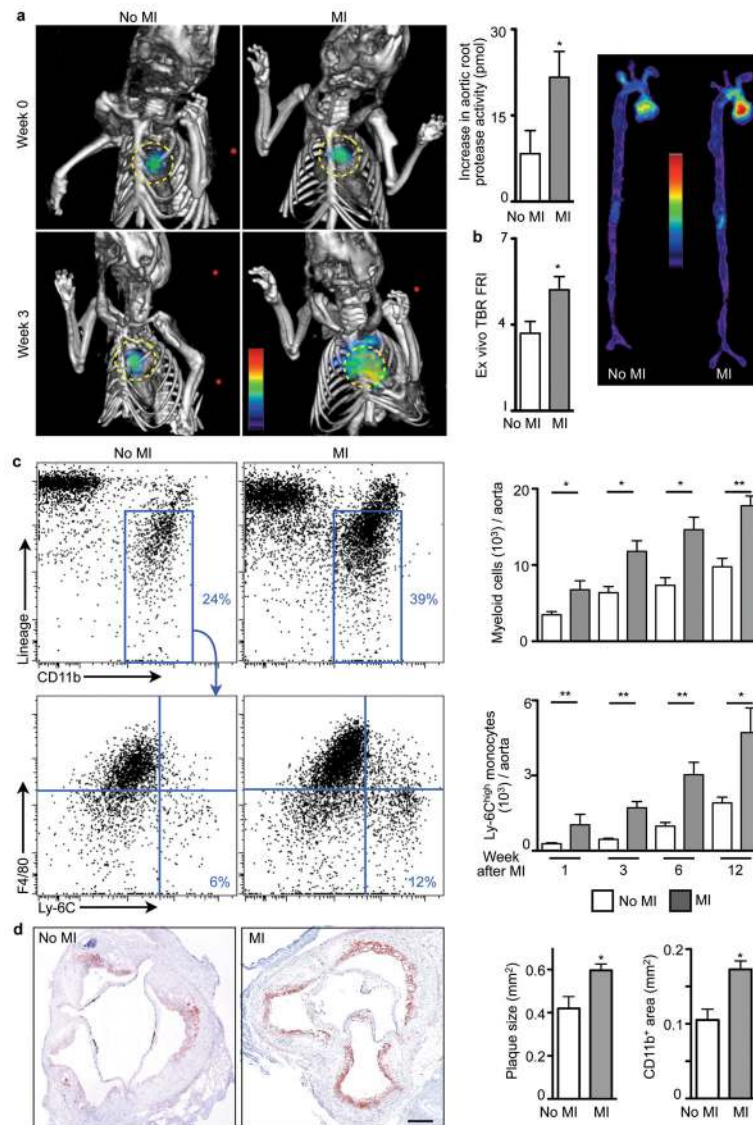 a
No MI
MI
Week 0
Week 3
Increase in aortic root
protease activity (pmol)
30
15
0
No MI
MI
*
b
Ex vivo TBR FRI
7
4
1
No MI
MI
*
No MI
MI
c
No MI
MI
Lineage
CD11b
24%
39%
F4/80
Ly-6C
6%
12%
Myeloid cells (10³) / aorta
20
10
0
*
*
*
**
Ly-6Chigh monocytes
(10³) / aorta
6
3
0
**
**
**
*
Week
after MI
1
3
6
12
No MI
MI
d
No MI
MI
Plaque size (mm²)
0.6
0.4
0
No MI
MI
*
CD11b⁺ area (mm²)
0.2
0.1
0
No MI
MI
*